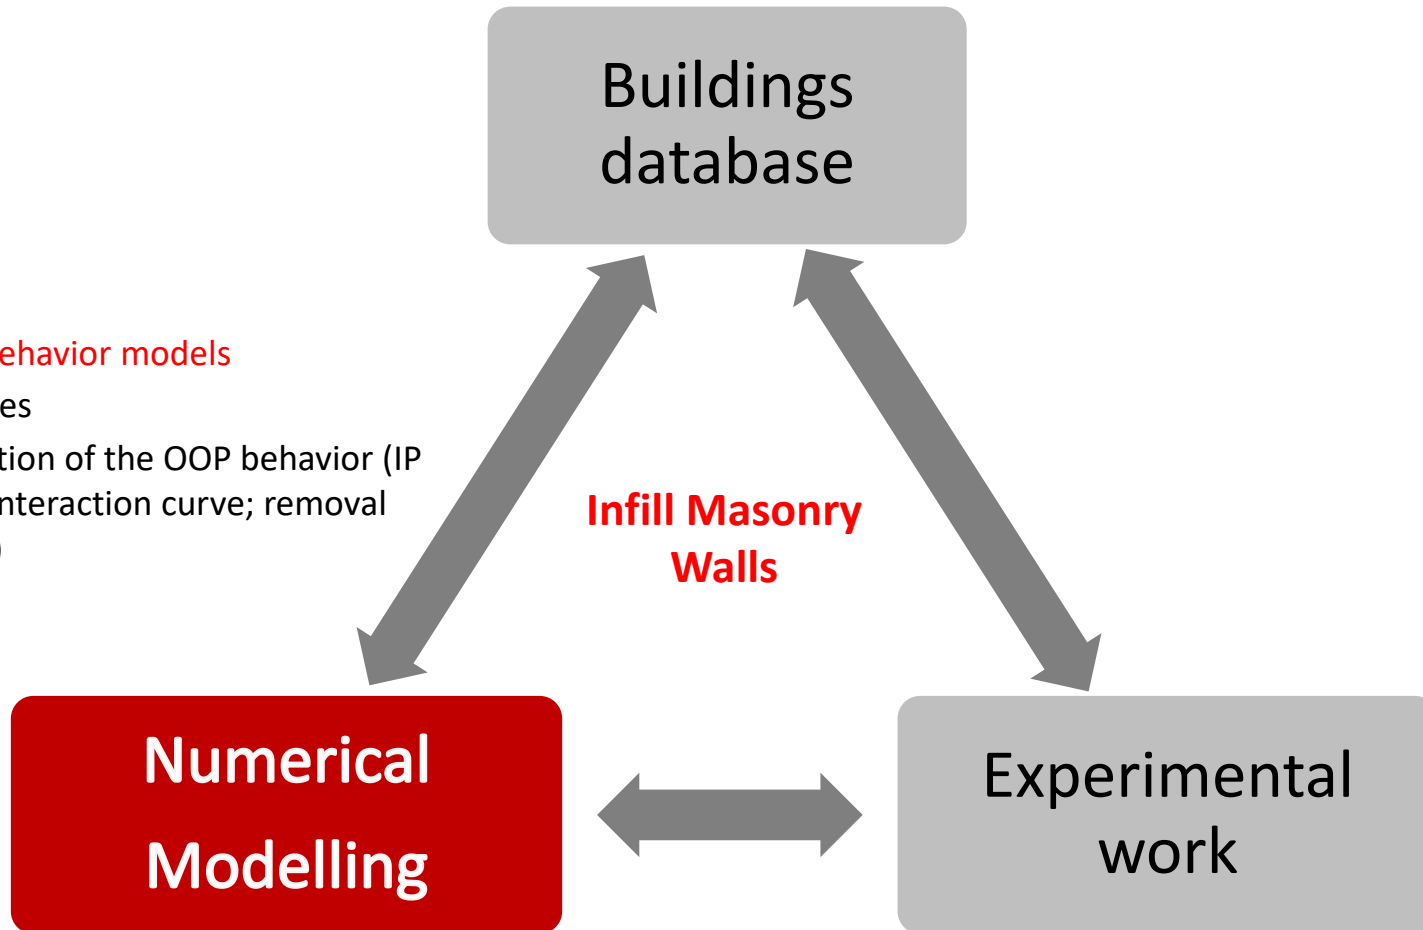 Buildings
database
ehavior models
es
tion of the OOP behavior (IP
nteraction curve; removal
)
Infill Masonry
Walls
Numerical
Modelling
Experimental
work